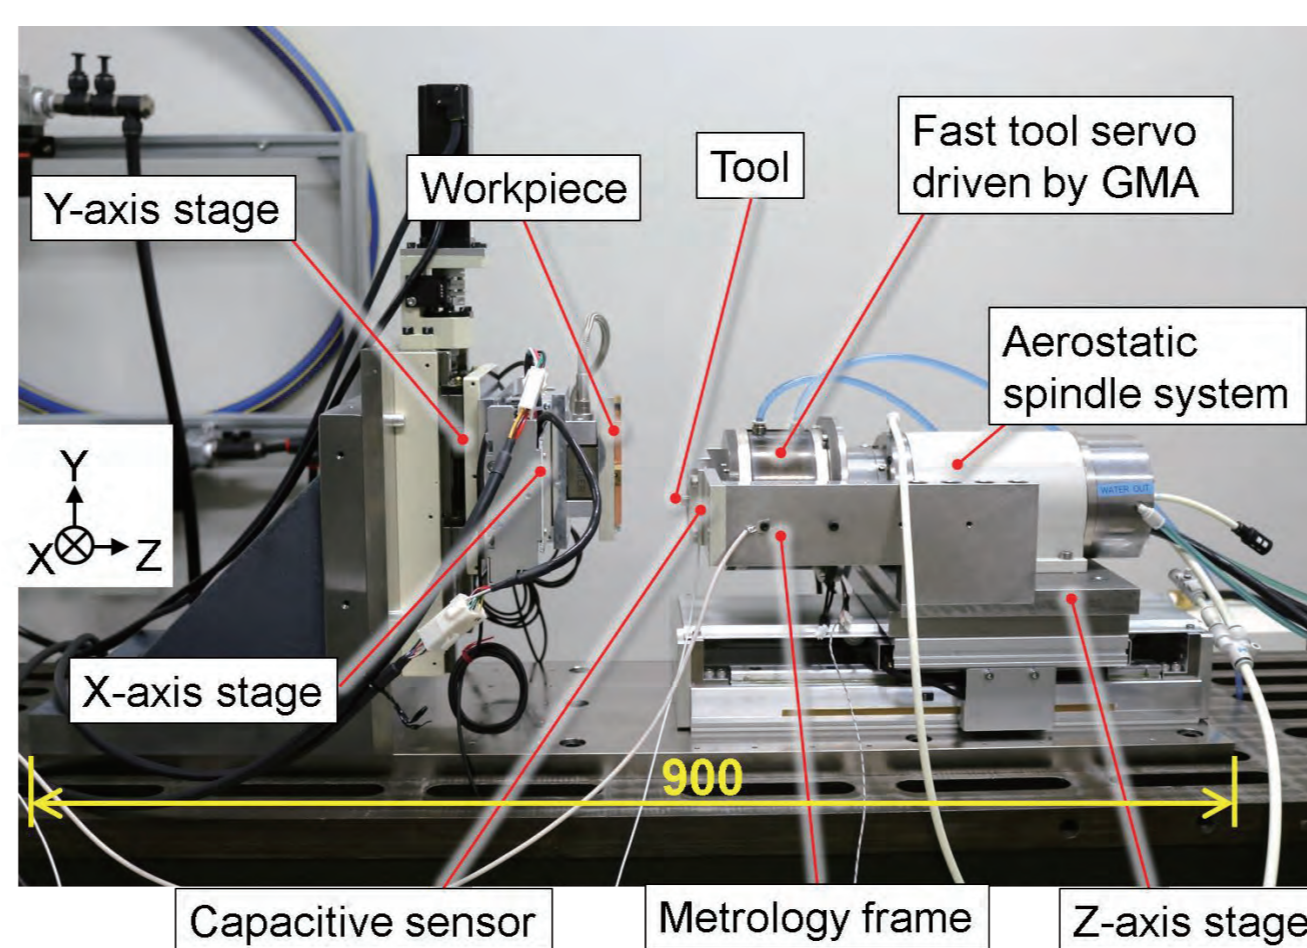 Fast tool servo
driven by GMA
Tool
Workpiece
Y-axis stage
Aerostatic
spindle system
Y
X
Z
WATER OUT
X-axis stage
900
Capacitive sensor
Metrology frame
Z-axis stage